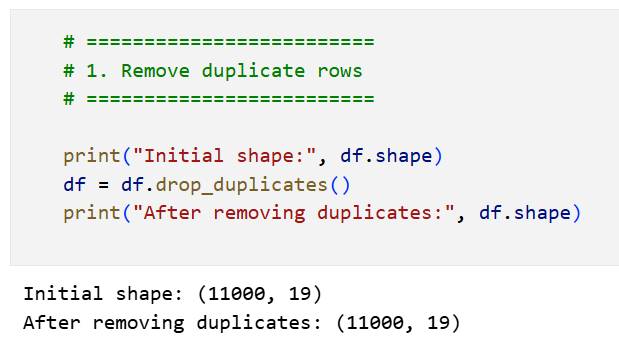 # =========================
# 1. Remove duplicate rows
# =========================
print("Initial shape:", df.shape)
df = df.drop_duplicates()
print("After removing duplicates:", df.shape)
Initial shape: (11000, 19)
After removing duplicates: (11000, 19)